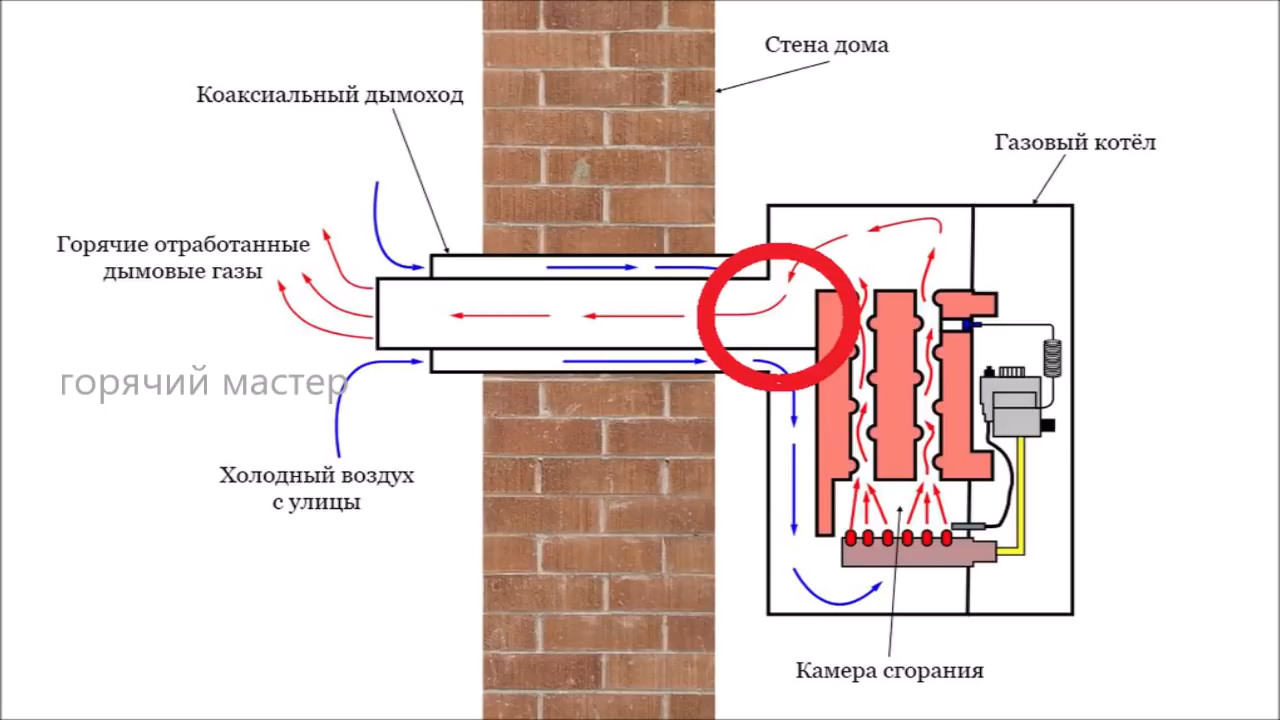 Стена дома
Коаксиальный дымоход
Газовый котёл
Горячие отработанные
дымовые газы
горячий мастер
Холодный воздух
с улицы
Камера сгорания